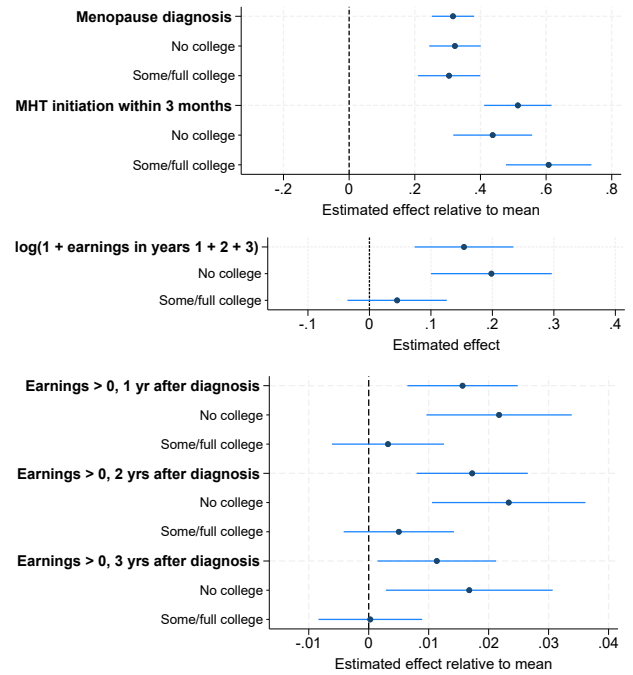 Menopause diagnosis
No college
Some/full college
MHT initiation within 3 months
No college
Some/full college
-.2 0 .2 .4 .6 .8
Estimated effect relative to mean
log(1 + earnings in years 1 + 2 + 3)
No college
Some/full college
-.1 0 .1 .2 .3 .4
Estimated effect
Earnings > 0, 1 yr after diagnosis
No college
Some/full college
Earnings > 0, 2 yrs after diagnosis
No college
Some/full college
Earnings > 0, 3 yrs after diagnosis
No college
Some/full college
-.01 0 .01 .02 .03 .04
Estimated effect relative to mean